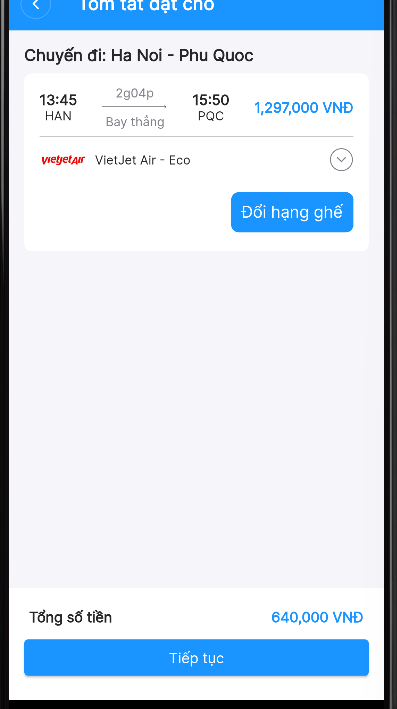 Tóm tắt đặt chỗ
Chuyến đi: Ha Noi - Phu Quoc
13:45 2g04p 15:50 1,297,000 VNĐ
HAN Bay thẳng PQC
vietjetAir VietJet Air - Eco
Đổi hạng ghế
Tổng số tiền 640,000 VNĐ
Tiếp tục